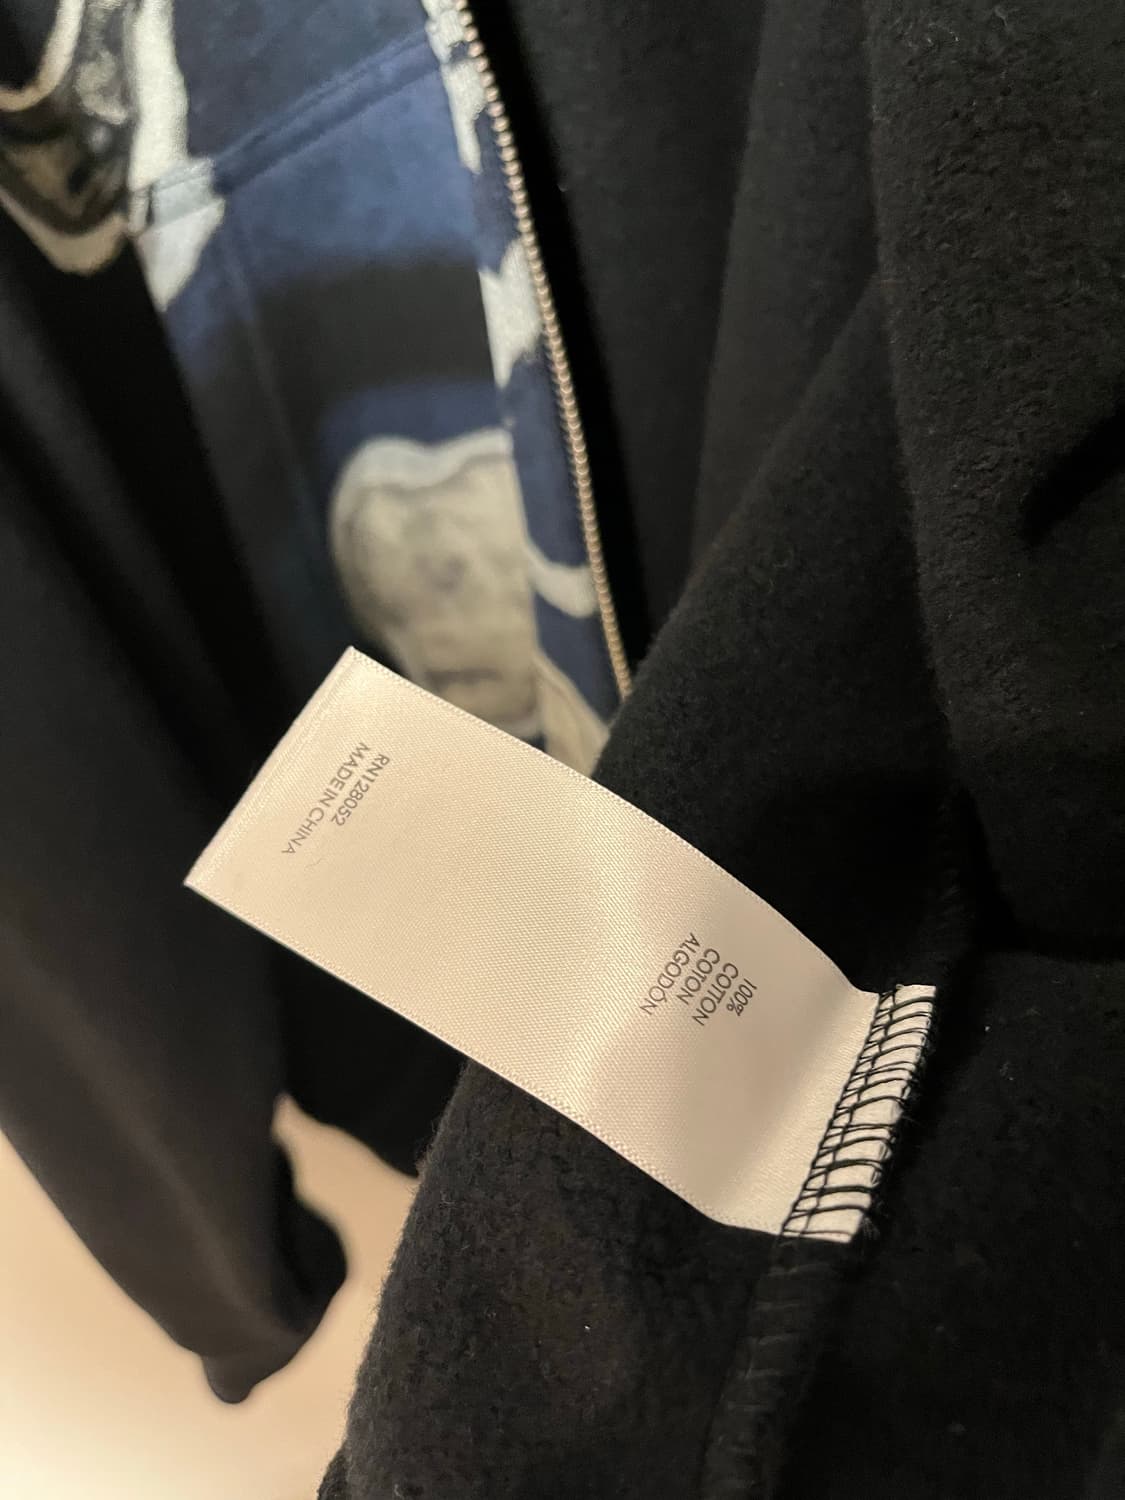 100%
COTTON
COTON
ALGODÓN
RN128052
MADE IN CHINA